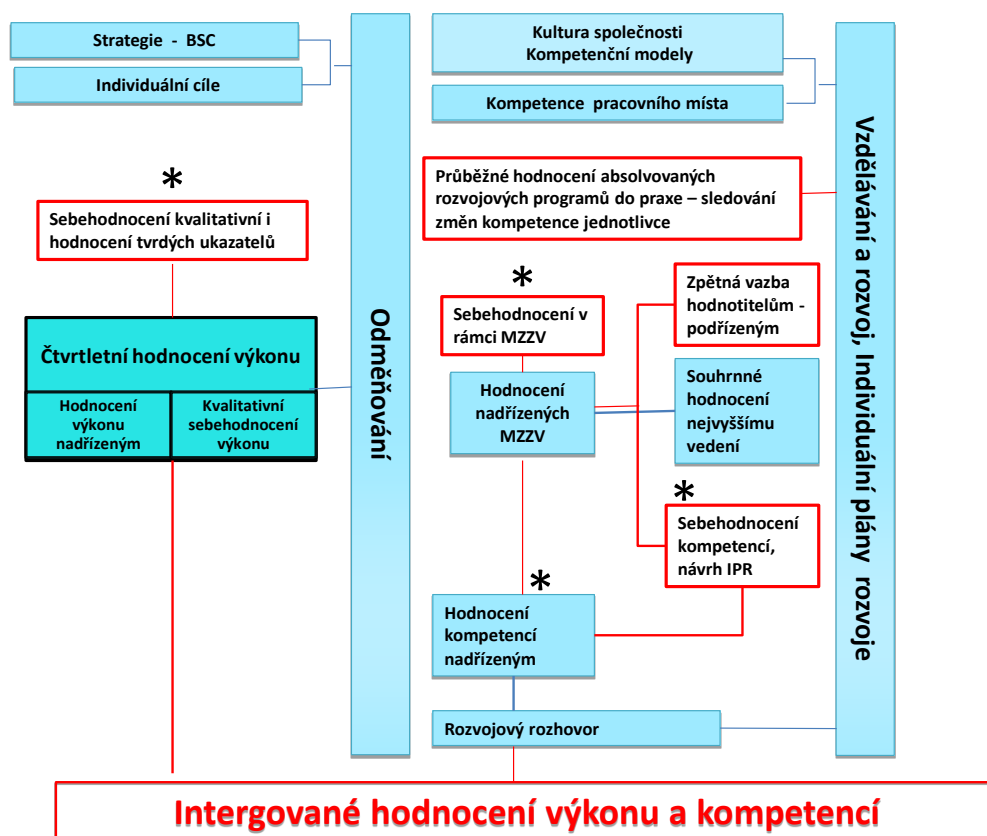 Strategie - BSC
Individuální cíle
Kultura společnosti
Kompetenční modely
Kompetence pracovního místa
*
Sebehodnocení kvalitativní i
hodnocení tvrdých ukazatelů
Čtvrtletní hodnocení výkonu
Hodnocení
výkonu
nadřízeným
Kvalitativní
sebehodnocení
výkonu
Odměňování
Průběžné hodnocení absolvovaných
rozvojových programů do praxe – sledování
změn kompetence jednotlivce
*
Sebehodnocení v
rámci MZZV
Hodnocení
nadřízených
MZZV
Zpětná vazba
hodnotitelům -
podřízeným
Souhrnné
hodnocení
nejvyššímu
vedení
*
Sebehodnocení
kompetencí,
návrh IPR
*
Hodnocení
kompetencí
nadřízeným
Rozvojový rozhovor
Vzdělávání a rozvoj, Individuální plány rozvoje
Intergované hodnocení výkonu a kompetencí